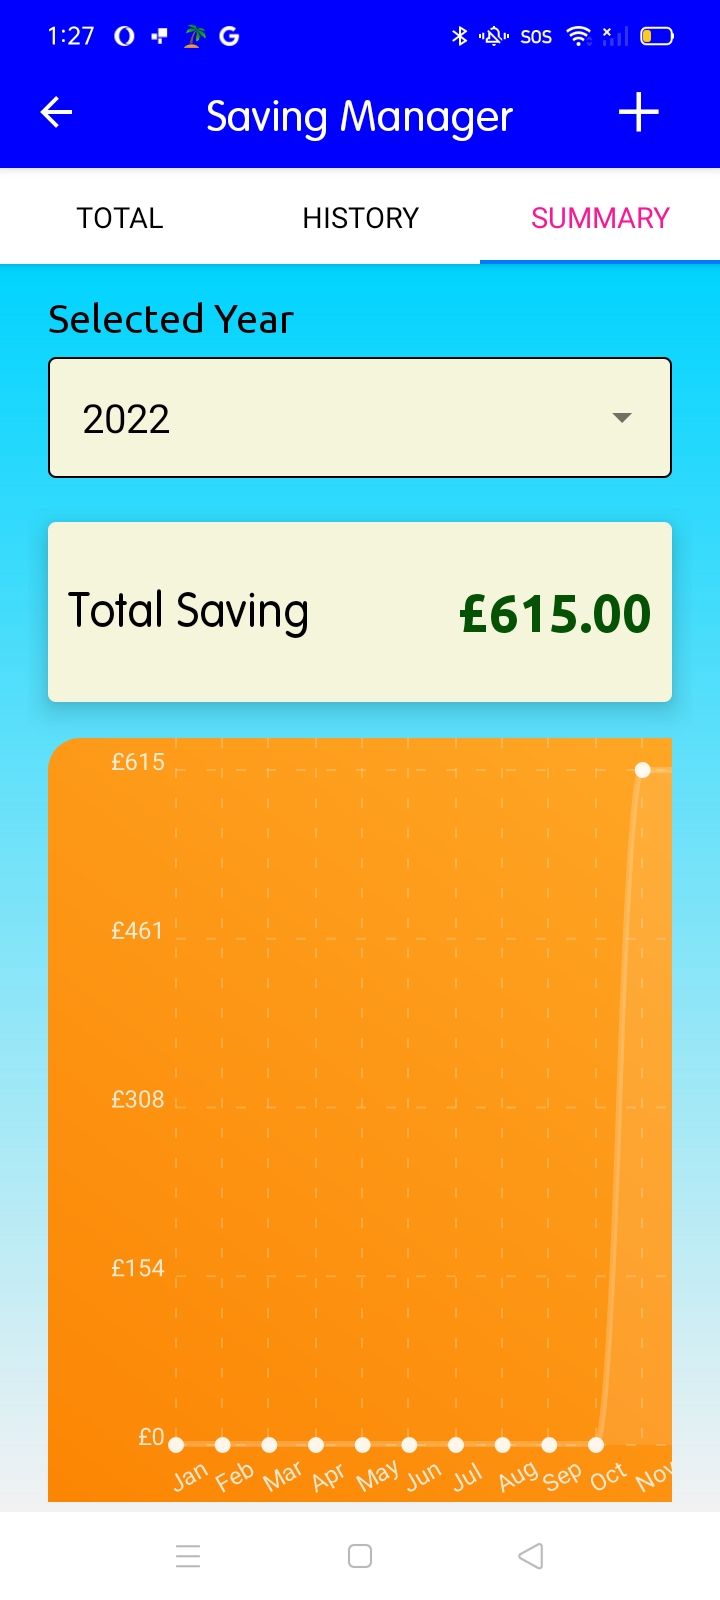 1:27 SOS
Saving Manager
TOTAL HISTORY SUMMARY
Selected Year
2022
Total Saving £615.00
£615
£461
£308
£154
£0
Jan Feb Mar Apr May Jun Jul Aug Sep Oct Nov